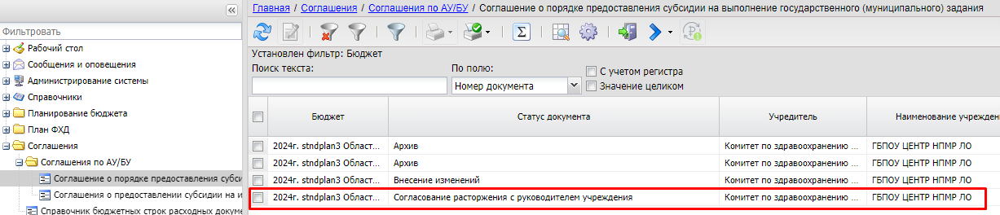 Главная / Соглашения / Соглашения по АУ/БУ / Соглашение о порядке предоставления субсидии на выполнение государственного (муниципального) задания
Фильтровать
Рабочий стол
Сообщения и оповещения
Администрирование системы
Справочники
Планирование бюджета
План ФХД
Соглашения
Соглашения по АУ/БУ
Соглашение о порядке предоставления субси
Соглашения о предоставлении субсидии на и
Справочник бюджетных строк расходных докуме
Установлен фильтр: Бюджет
Поиск текста: По полю: С учетом регистра
Номер документа Значение целиком
Бюджет Статус документа Учредитель Наименование учрежден
2024г. stndplan3 Област... Архив Комитет по здравоохранению ... ГБПОУ ЦЕНТР НПМР ЛО
2024г. stndplan3 Област... Архив Комитет по здравоохранению ... ГБПОУ ЦЕНТР НПМР ЛО
2024г. stndplan3 Област... Внесение изменений Комитет по здравоохранению ... ГБПОУ ЦЕНТР НПМР ЛО
2024г. stndplan3 Област... Согласование расторжения с руководителем учреждения Комитет по здравоохранению ... ГБПОУ ЦЕНТР НПМР ЛО